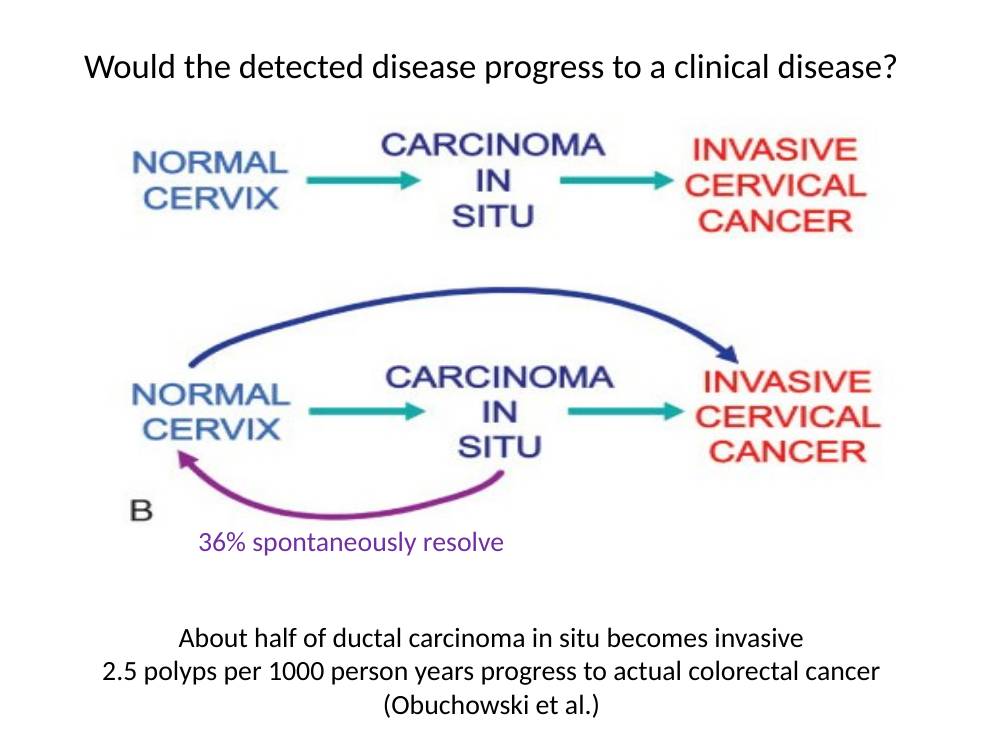 Would the detected disease progress to a clinical disease?
NORMAL
CERVIX
CARCINOMA
IN
SITU
INVASIVE
CERVICAL
CANCER
NORMAL
CERVIX
CARCINOMA
IN
SITU
INVASIVE
CERVICAL
CANCER
B
36% spontaneously resolve
About half of ductal carcinoma in situ becomes invasive
2.5 polyps per 1000 person years progress to actual colorectal cancer
(Obuchowski et al.)